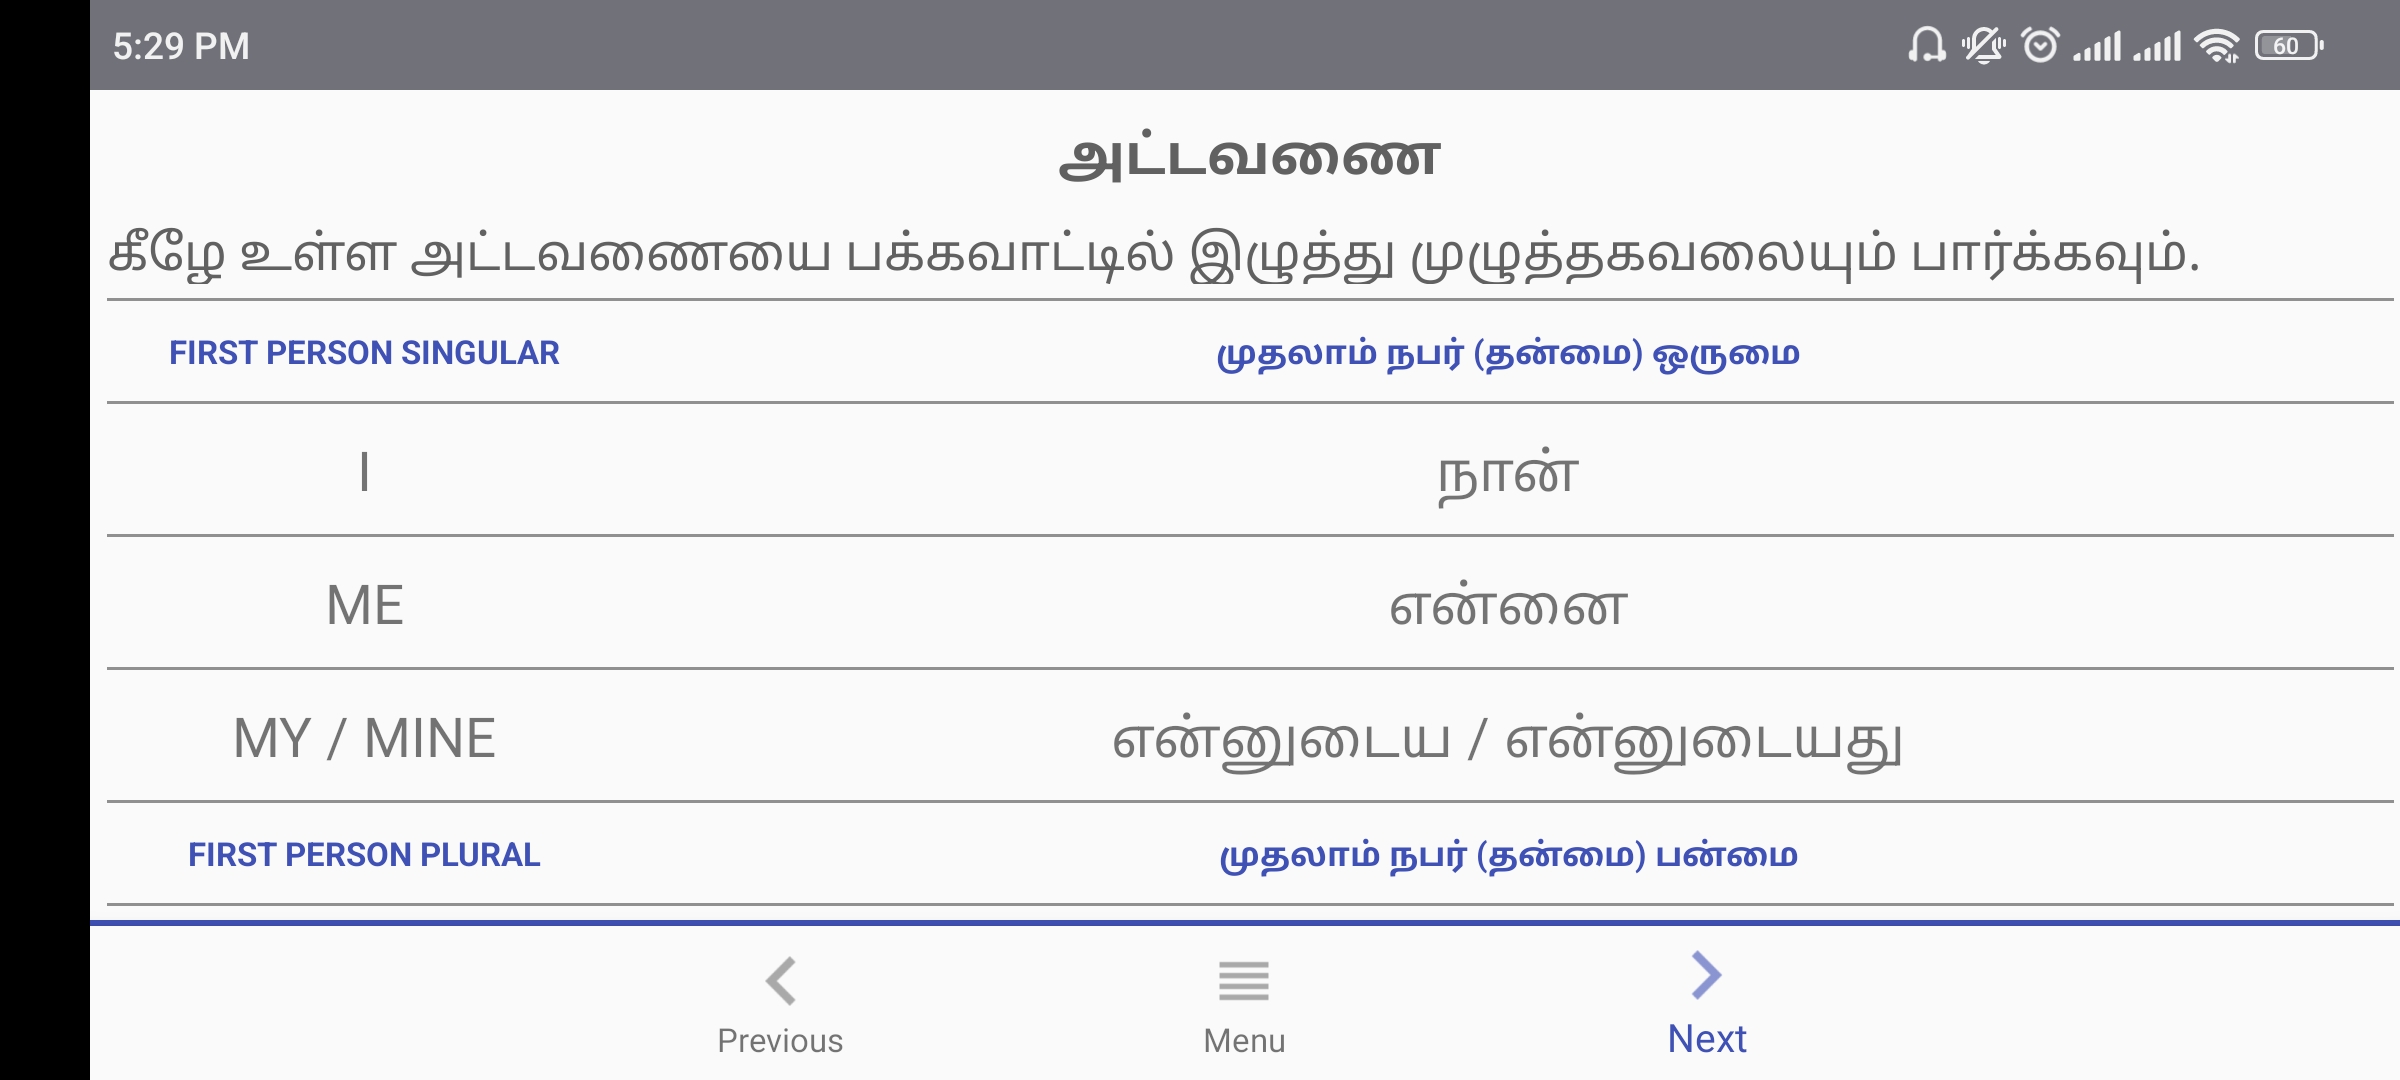 5:29 PM
60
அட்டவணை
கீழே உள்ள அட்டவணையை பக்கவாட்டில் இழுத்து முழுத்தகவலையும் பார்க்கவும்.
FIRST PERSON SINGULAR முதலாம் நபர் (தன்மை) ஒருமை
I நான்
ME என்னை
MY / MINE என்னுடைய / என்னுடையது
FIRST PERSON PLURAL முதலாம் நபர் (தன்மை) பன்மை
Previous Menu Next